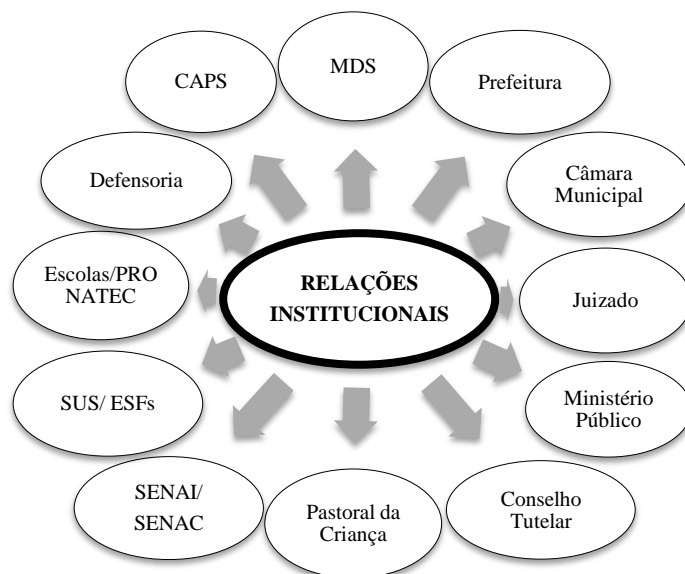 MDS
CAPS
Prefeitura
Defensoria
Câmara
Municipal
Escolas/PRO
NATEC
RELAÇÕES
INSTITUCIONAIS
Juizado
SUS/ ESFs
Ministério
Público
SENAI/
SENAC
Pastoral da
Criança
Conselho
Tutelar